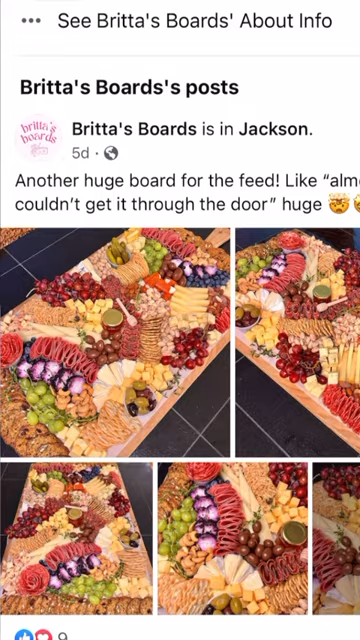 ••• See Britta's Boards' About Info
Britta's Boards's posts
britta's
boards
Britta's Boards is in Jackson.
5d ·
Another huge board for the feed! Like “alm
couldn’t get it through the door” huge 🤯
9